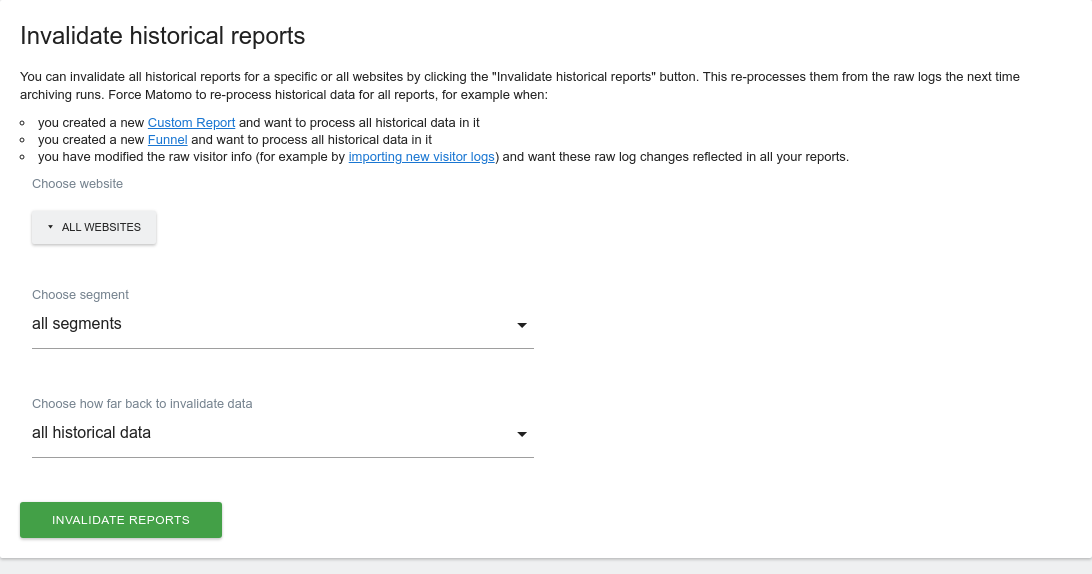 Invalidate historical reports
You can invalidate all historical reports for a specific or all websites by clicking the "Invalidate historical reports" button. This re-processes them from the raw logs the next time
archiving runs. Force Matomo to re-process historical data for all reports, for example when:
you created a new Custom Report and want to process all historical data in it
you created a new Funnel and want to process all historical data in it
you have modified the raw visitor info (for example by importing new visitor logs) and want these raw log changes reflected in all your reports.
Choose website
ALL WEBSITES
Choose segment
all segments
Choose how far back to invalidate data
all historical data
INVALIDATE REPORTS